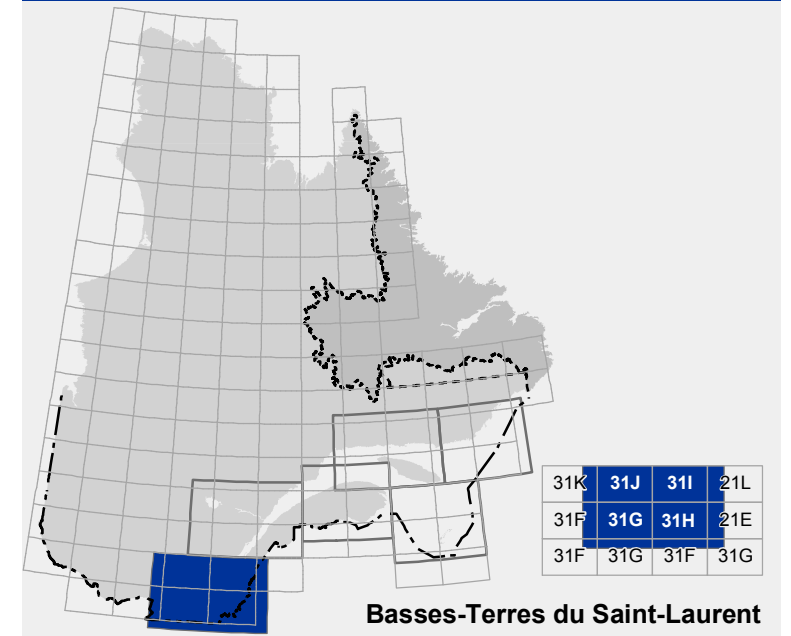 31K 31J 31I 21L
31F 31G 31H 21E
31F 31G 31F 31G
Basses-Terres du Saint-Laurent